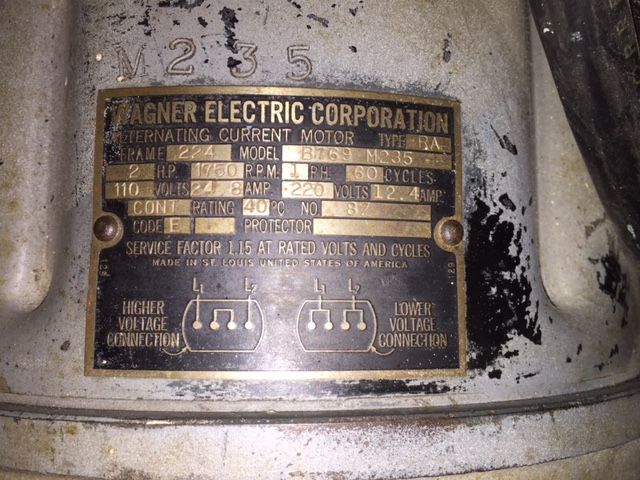 M235
WAGNER ELECTRIC CORPORATION
ALTERNATING CURRENT MOTOR TYPE RA
FRAME 224 MODEL B769 M235
2 H.P. 1750 R.P.M. 1 PH. 60 CYCLES
110 VOLTS 24.8 AMP. 220 VOLTS 12.4 AMP.
CONT RATING 40 °C NO
CODE E PROTECTOR
SERVICE FACTOR 1.15 AT RATED VOLTS AND CYCLES
MADE IN ST. LOUIS UNITED STATES OF AMERICA
L1 L2 L1 L2
HIGHER VOLTAGE CONNECTION
LOWER VOLTAGE CONNECTION